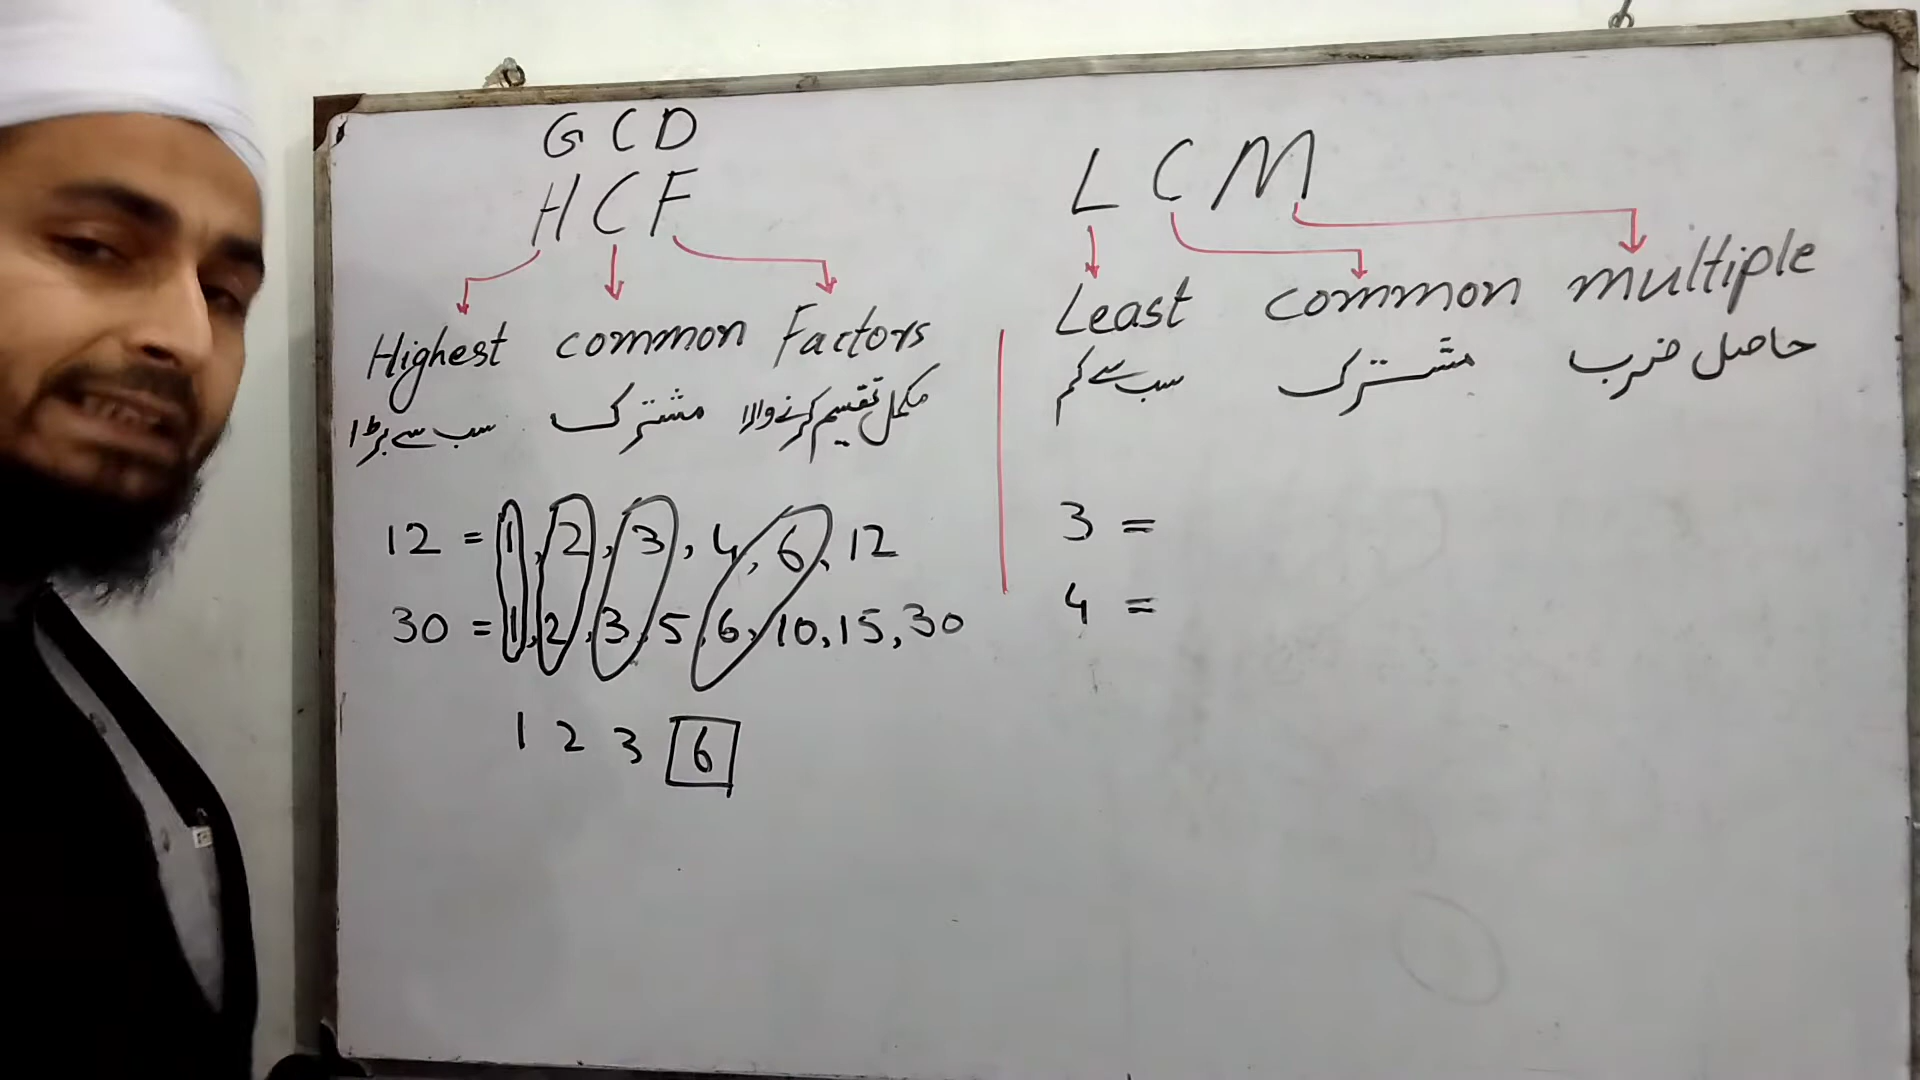 G C D
H C F
Highest common Factors
سب سے بڑا مشترک مکمل تقسیم کرنے والا
12 = 1, 2, 3, 4, 6, 12
30 = 1, 2, 3, 5, 6, 10, 15, 30
1 2 3 6
L C M
Least common multiple
سب سے کم مشترک حاصل ضرب
3 =
4 =